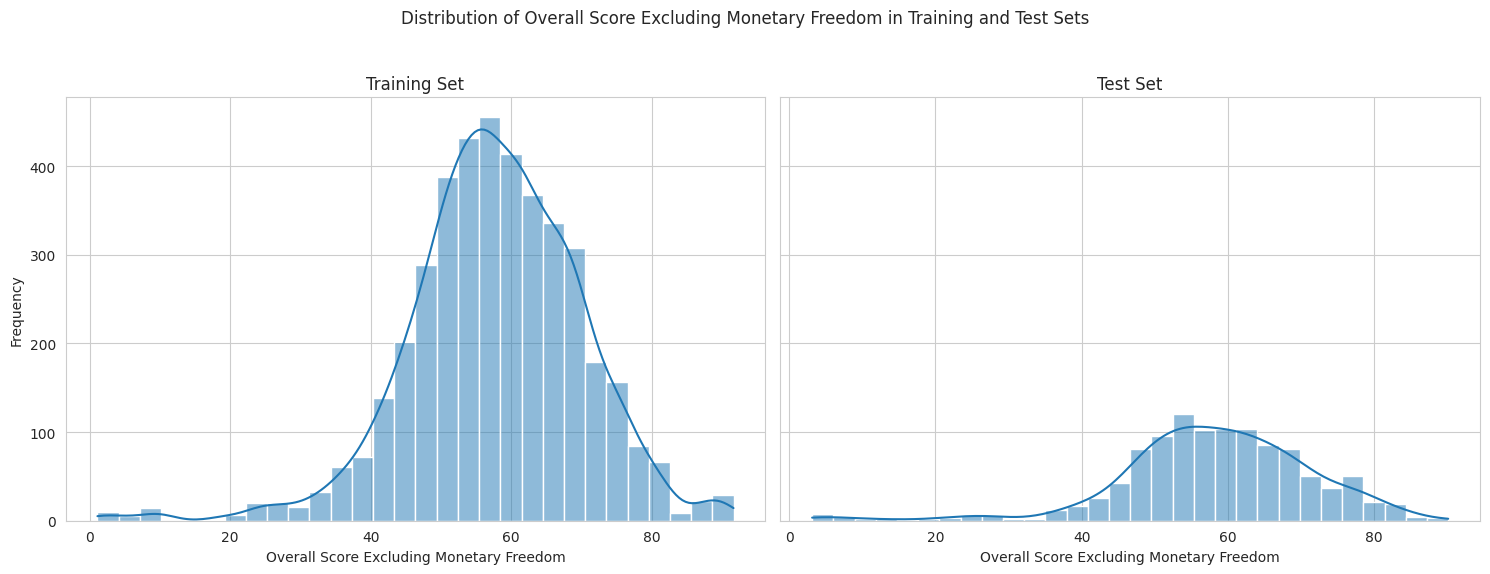 Distribution of Overall Score Excluding Monetary Freedom in Training and Test Sets
Training Set
Test Set
Frequency
400
300
200
100
0
0 20 40 60 80
0 20 40 60 80
Overall Score Excluding Monetary Freedom
Overall Score Excluding Monetary Freedom